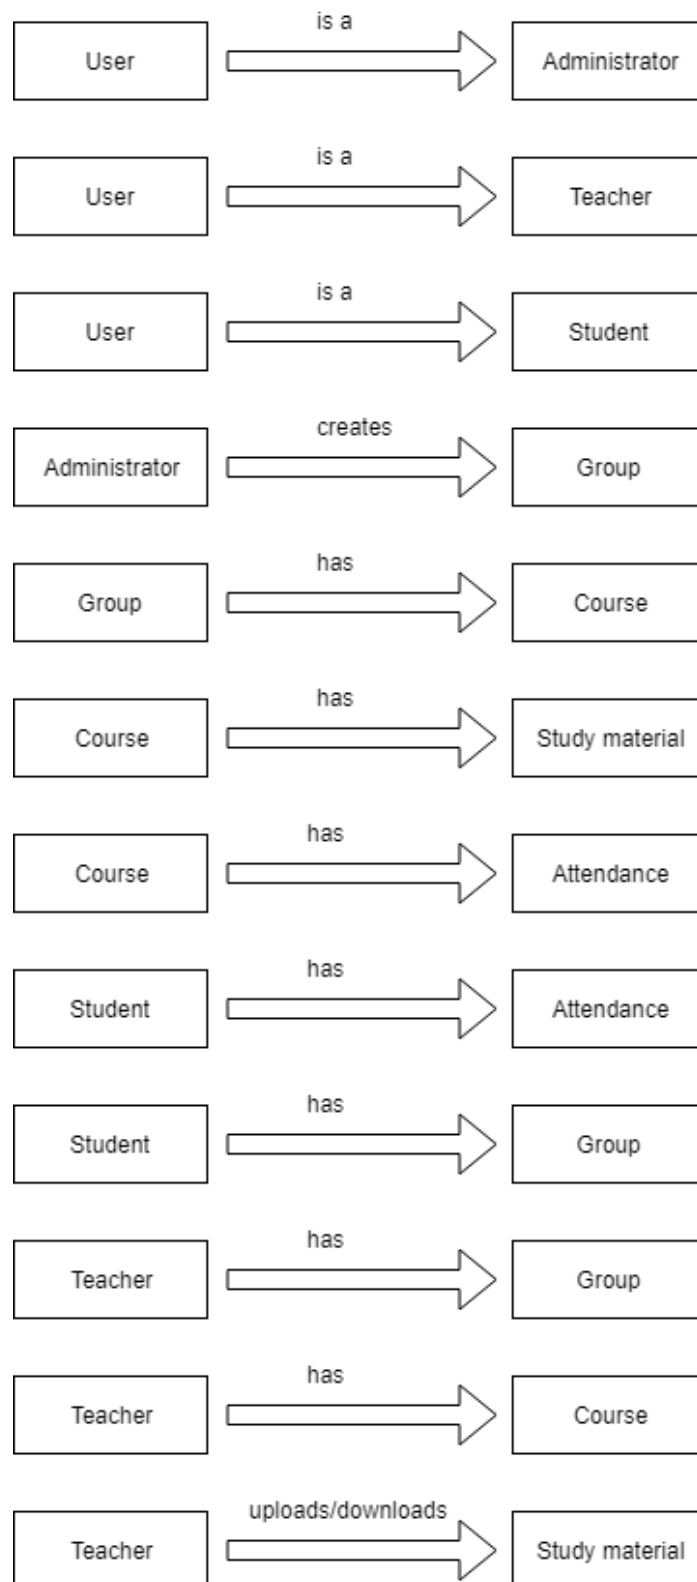 is a
User
Administrator
is a
User
Teacher
is a
User
Student
creates
Administrator
Group
has
Group
Course
has
Course
Study material
has
Course
Attendance
has
Student
Attendance
has
Student
Group
has
Teacher
Group
has
Teacher
Course
uploads/downloads
Teacher
Study material